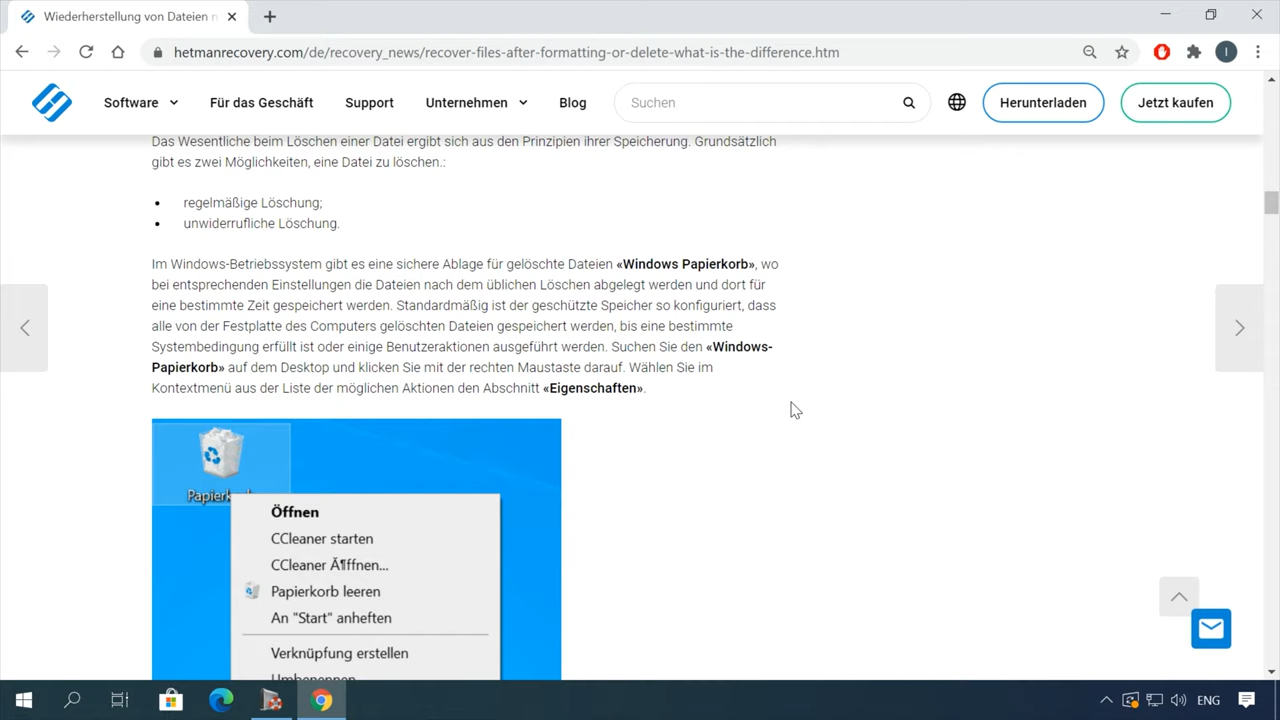 Wiederherstellung von Dateien n
hetmanrecovery.com/de/recovery_news/recover-files-after-formatting-or-delete-what-is-the-difference.htm
I
Software
Für das Geschäft
Support
Unternehmen
Blog
Suchen
Herunterladen
Jetzt kaufen
Das Wesentliche beim Löschen einer Datei ergibt sich aus den Prinzipien ihrer Speicherung. Grundsätzlich
gibt es zwei Möglichkeiten, eine Datei zu löschen.:
• regelmäßige Löschung;
• unwiderrufliche Löschung.
Im Windows-Betriebssystem gibt es eine sichere Ablage für gelöschte Dateien «Windows Papierkorb», wo
bei entsprechenden Einstellungen die Dateien nach dem üblichen Löschen abgelegt werden und dort für
eine bestimmte Zeit gespeichert werden. Standardmäßig ist der geschützte Speicher so konfiguriert, dass
alle von der Festplatte des Computers gelöschten Dateien gespeichert werden, bis eine bestimmte
Systembedingung erfüllt ist oder einige Benutzeraktionen ausgeführt werden. Suchen Sie den «Windows-
Papierkorb» auf dem Desktop und klicken Sie mit der rechten Maustaste darauf. Wählen Sie im
Kontextmenü aus der Liste der möglichen Aktionen den Abschnitt «Eigenschaften».
Papierk
Öffnen
CCleaner starten
CCleaner Ã¶ffnen...
Papierkorb leeren
An "Start" anheften
Verknüpfung erstellen
Umbenennen
ENG